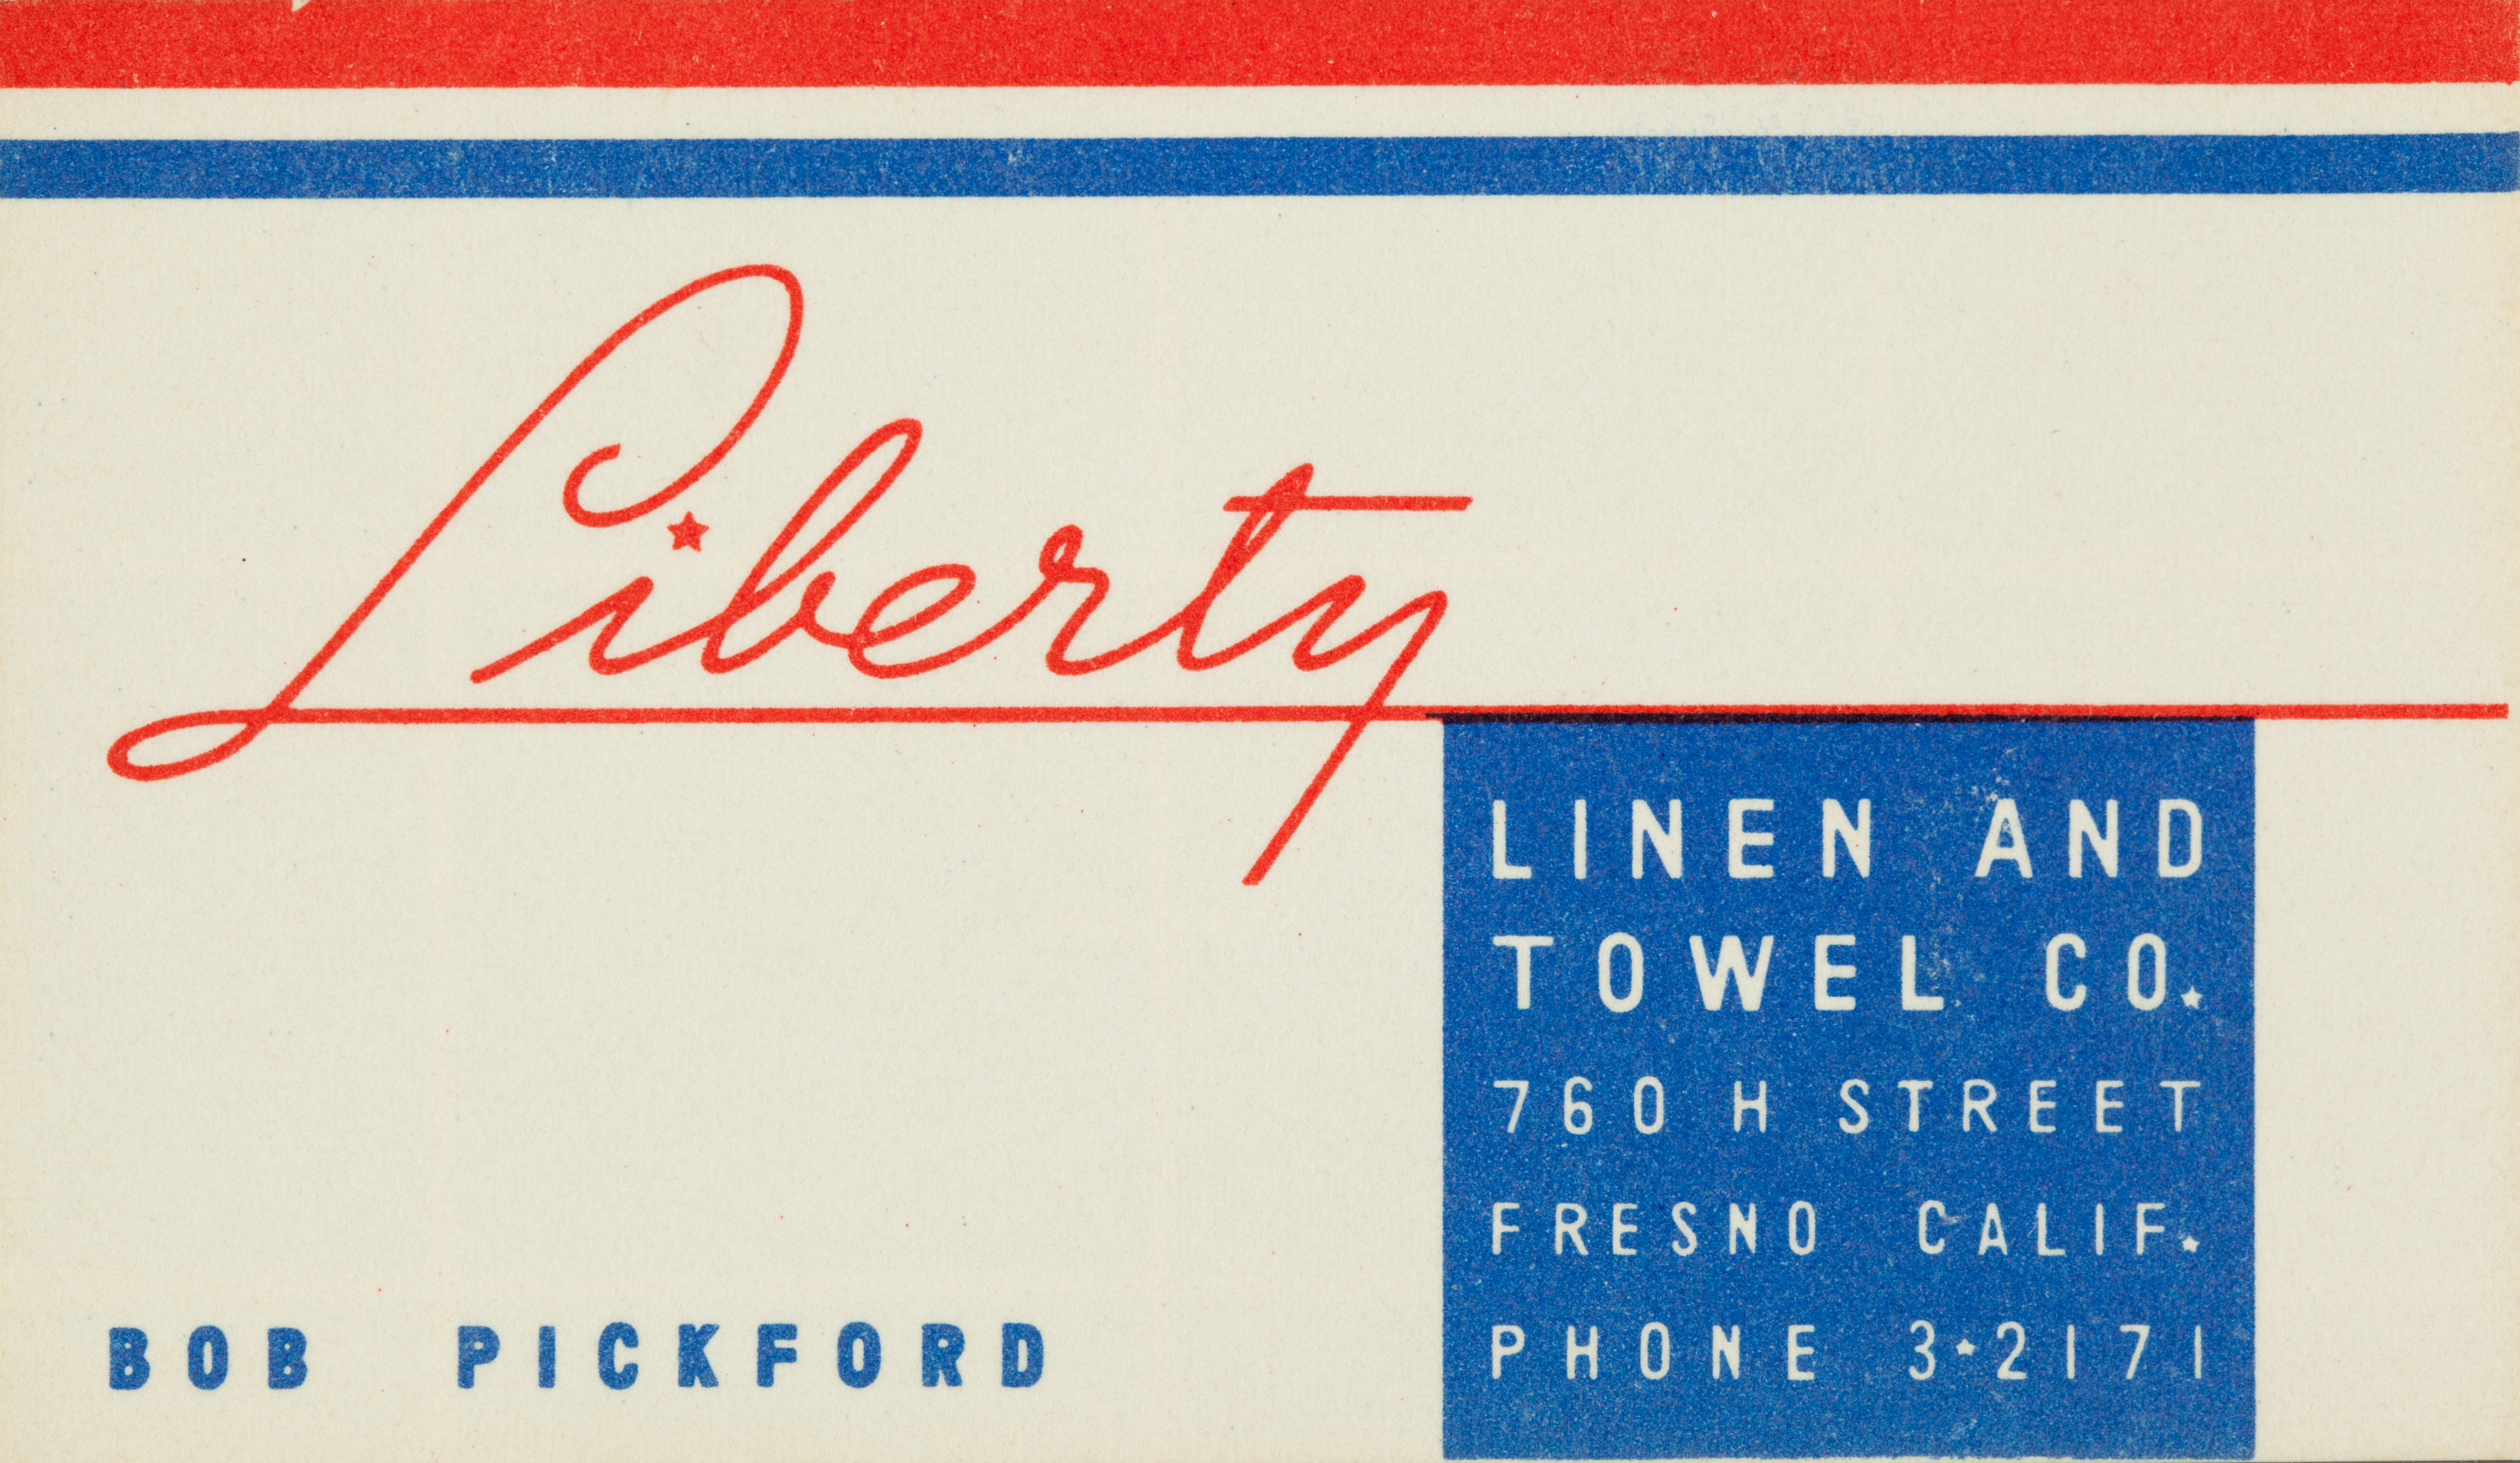 Liberty
LINEN AND
TOWEL CO.
760 H STREET
FRESNO CALIF.
PHONE 3★2171
BOB PICKFORD